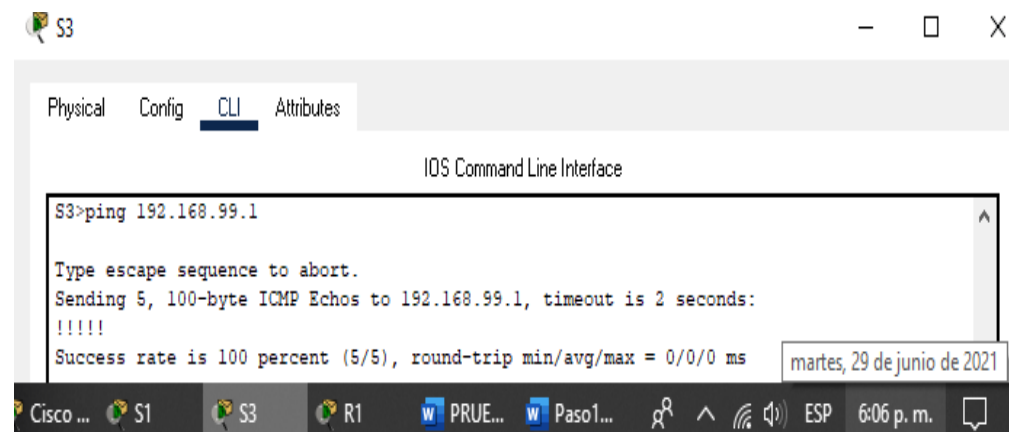 S3
Physical Config CLI Attributes
IOS Command Line Interface
S3>ping 192.168.99.1
Type escape sequence to abort.
Sending 5, 100-byte ICMP Echos to 192.168.99.1, timeout is 2 seconds:
!!!!!
Success rate is 100 percent (5/5), round-trip min/avg/max = 0/0/0 ms
martes, 29 de junio de 2021
Cisco ... S1 S3 R1 PRUE... Paso1... ESP 6:06 p. m.